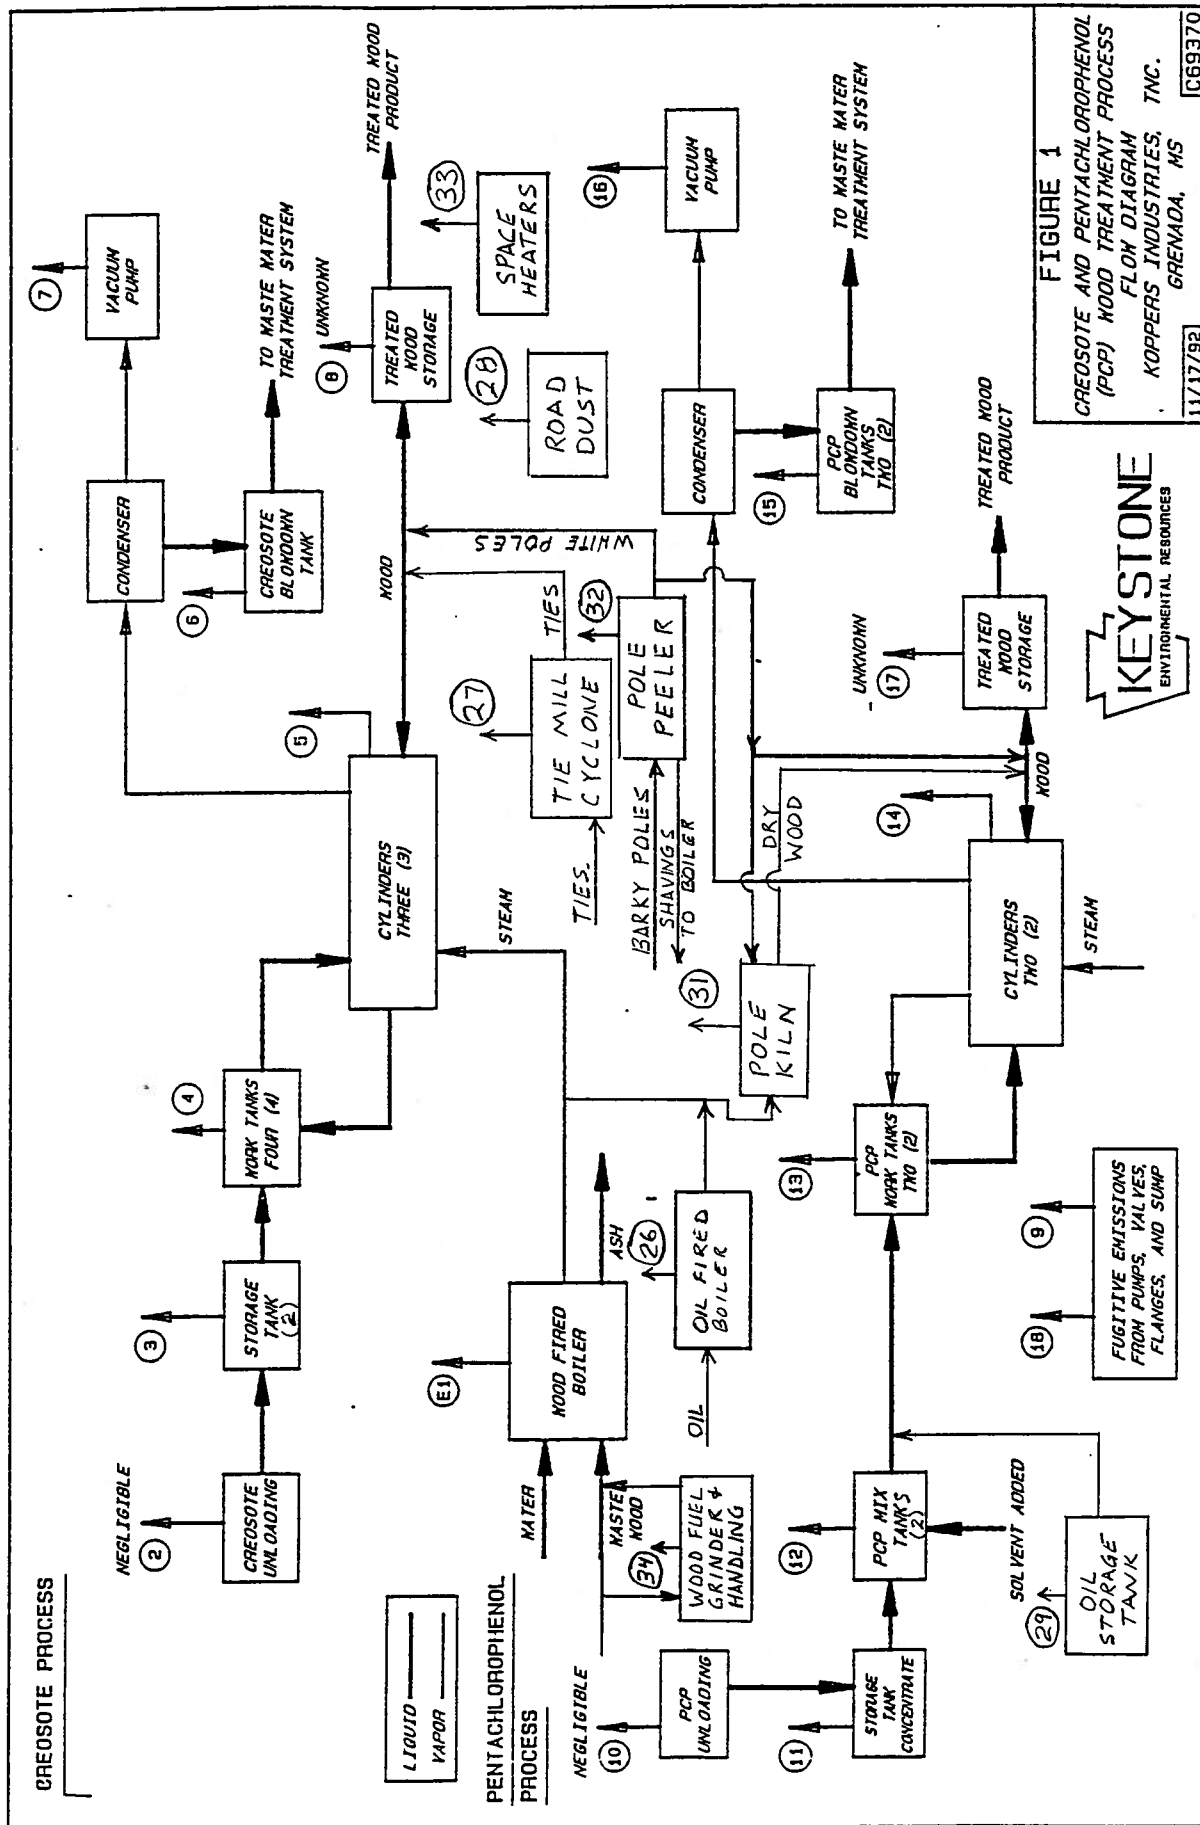 CREOSOTE PROCESS
NEGLIGIBLE
2
CREOSOTE
UNLOADING
3
STORAGE
TANK
(2)
4
WORK TANKS
FOUR (4)
CYLINDERS
THREE (3)
5
STEAM
CONDENSER
6
CREOSOTE
BLOWDOWN
TANK
7
VACUUM
PUMP
TO WASTE WATER
TREATMENT SYSTEM
WOOD
8
UNKNOWN
TREATED
WOOD
STORAGE
TREATED WOOD
PRODUCT
33
SPACE
HEATERS
28
ROAD
DUST
27
TIE MILL
CYCLONE
TIES
TIES
32
POLE
PEELER
WHITE POLES
BARKY POLES
SHAVINGS
TO BOILER
LIQUID
VAPOR
E1
WOOD FIRED
BOILER
WATER
WASTE
WOOD
ASH
34
WOOD FUEL
GRINDER &
HANDLING
26
OIL FIRED
BOILER
OIL
31
POLE
KILN
DRY
WOOD
PENTACHLOROPHENOL
PROCESS
NEGLIGIBLE
10
PCP
UNLOADING
11
STORAGE
TANK
CONCENTRATE
12
PCP MIX
TANKS
(2)
SOLVENT ADDED
29
OIL
STORAGE
TANK
13
PCP
WORK TANKS
TWO (2)
14
CYLINDERS
TWO (2)
STEAM
WOOD
CONDENSER
15
PCP
BLOWDOWN
TANKS
TWO (2)
16
VACUUM
PUMP
TO WASTE WATER
TREATMENT SYSTEM
UNKNOWN
17
TREATED
WOOD
STORAGE
TREATED WOOD
PRODUCT
18
9
FUGITIVE EMISSIONS
FROM PUMPS, VALVES,
FLANGES, AND SUMP
KEYSTONE
ENVIRONMENTAL RESOURCES
FIGURE 1
CREOSOTE AND PENTACHLOROPHENOL
(PCP) WOOD TREATMENT PROCESS
FLOW DIAGRAM
KOPPERS INDUSTRIES, INC.
GRENADA, MS
11/17/92
C69370